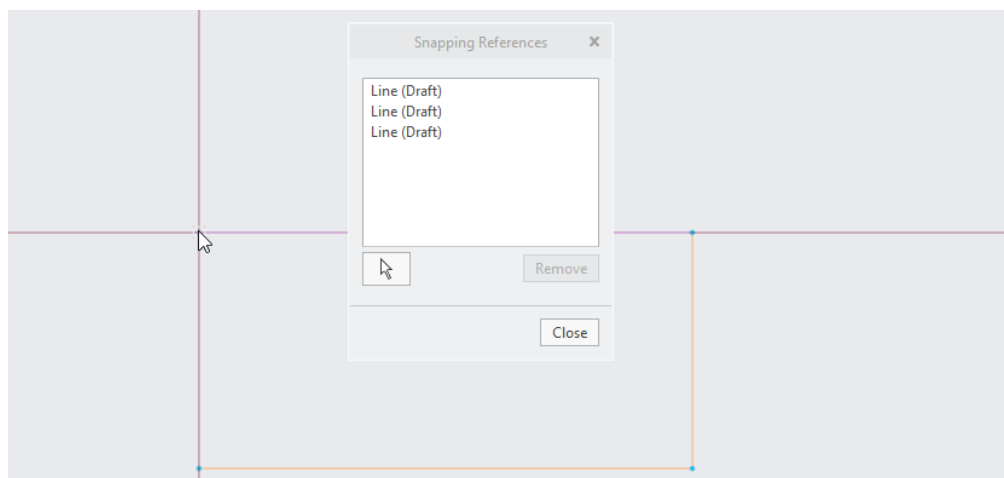 Snapping References
Line (Draft)
Line (Draft)
Line (Draft)
Remove
Close